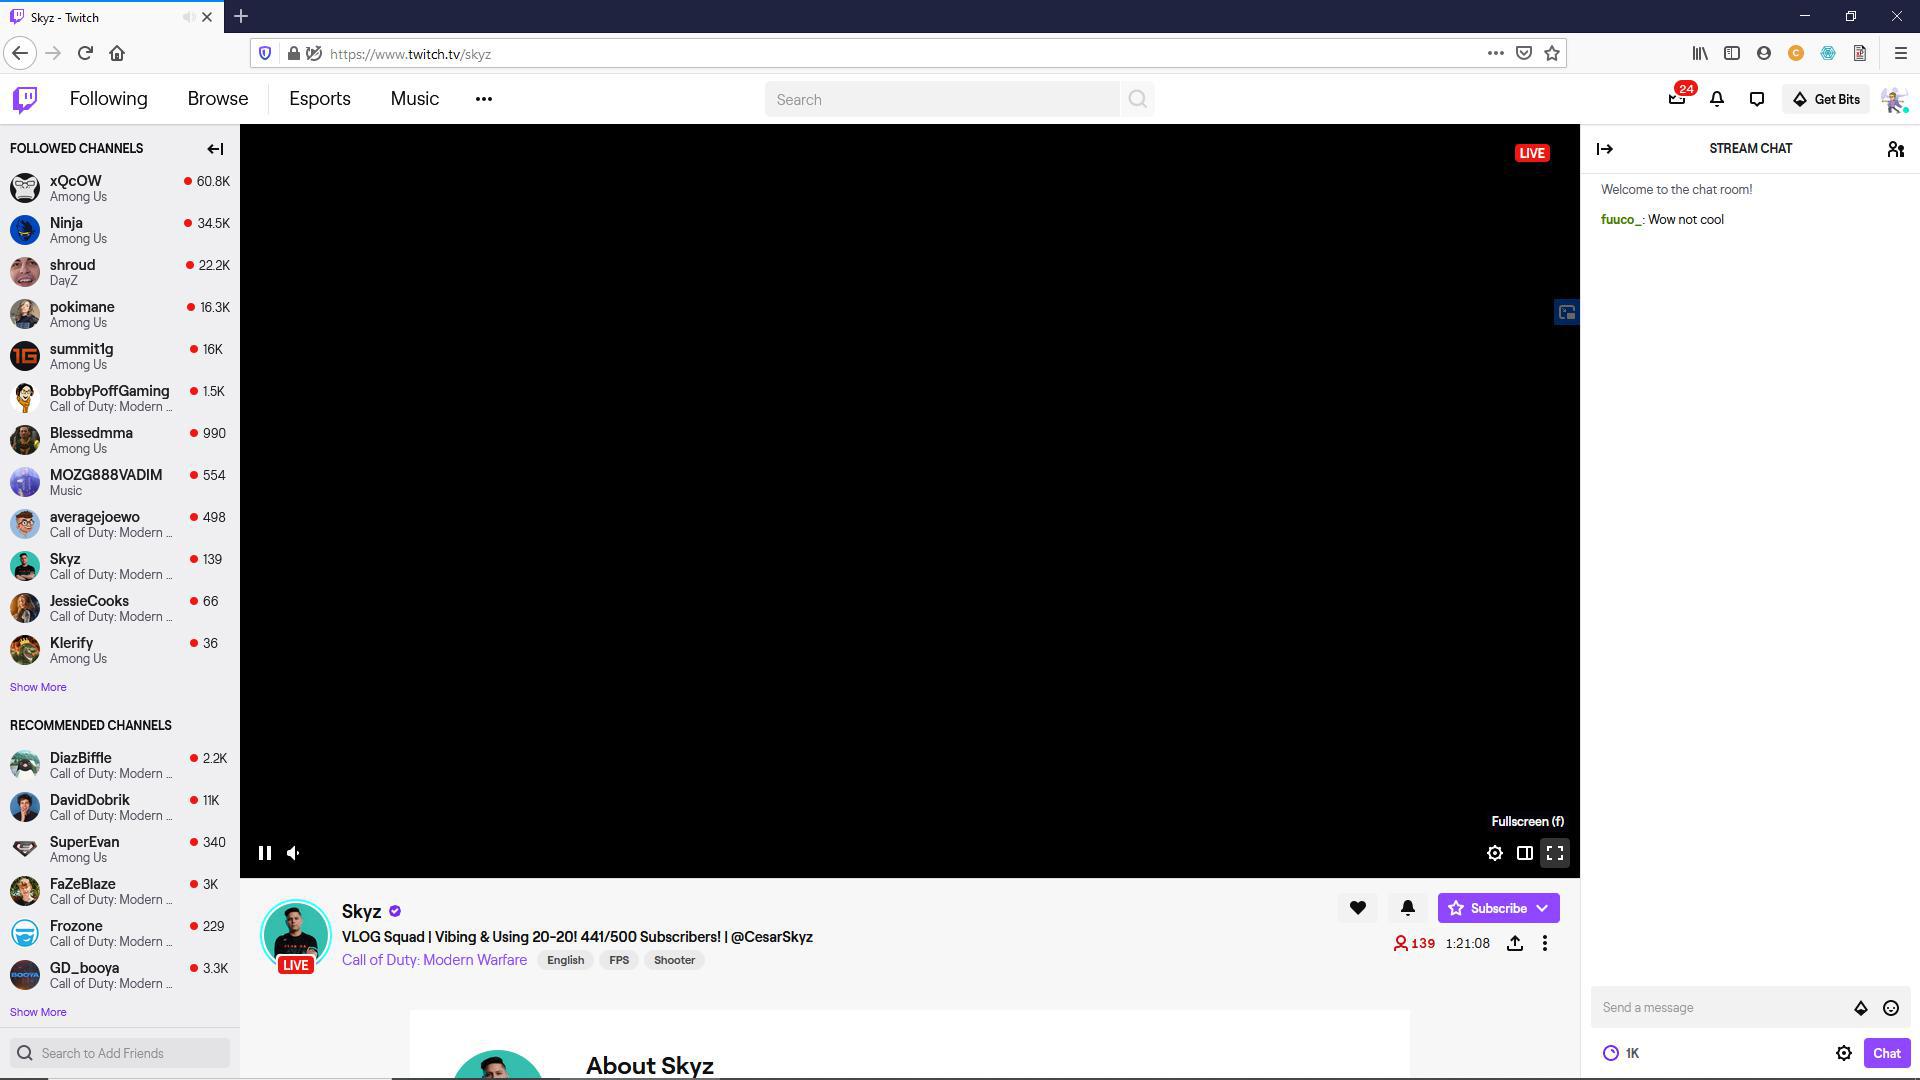 Skyz - Twitch
https://www.twitch.tv/skyz
Following
Browse
Esports
Music
Search
24
Get Bits
FOLLOWED CHANNELS
xQcOW
60.8K
Among Us
Ninja
34.5K
Among Us
shroud
22.2K
DayZ
pokimane
16.3K
Among Us
summit1g
16K
Among Us
BobbyPoffGaming
1.5K
Call of Duty: Modern ...
Blessedmma
990
Among Us
MOZG888VADIM
554
Music
averagejoewo
498
Call of Duty: Modern ...
Skyz
139
Call of Duty: Modern ...
JessieCooks
66
Call of Duty: Modern ...
Klerify
36
Among Us
Show More
RECOMMENDED CHANNELS
DiazBiffle
2.2K
Call of Duty: Modern ...
DavidDobrik
11K
Call of Duty: Modern ...
SuperEvan
340
Among Us
FaZeBlaze
3K
Call of Duty: Modern ...
Frozone
229
Call of Duty: Modern ...
GD_booya
3.3K
Call of Duty: Modern ...
Show More
Search to Add Friends
LIVE
Fullscreen (f)
Skyz
VLOG Squad | Vibing & Using 20-20! 441/500 Subscribers! | @CesarSkyz
Call of Duty: Modern Warfare
English
FPS
Shooter
LIVE
Subscribe
139
1:21:08
About Skyz
STREAM CHAT
Welcome to the chat room!
fuuco_: Wow not cool
Send a message
1K
Chat